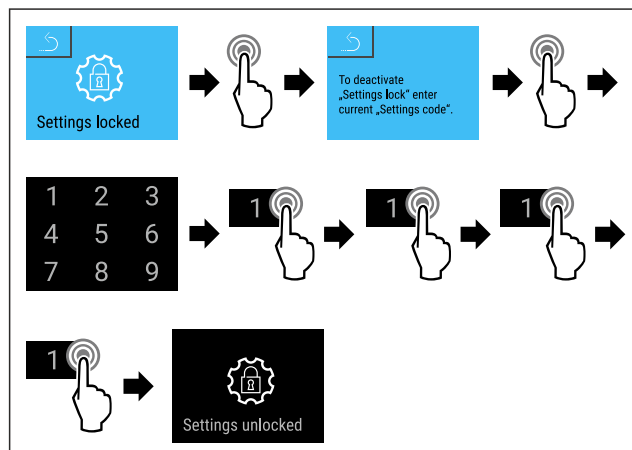 Settings locked
To deactivate
„Settings lock“ enter
current „Settings code“.
1 2 3
4 5 6
7 8 9
1
1
1
1
Settings unlocked